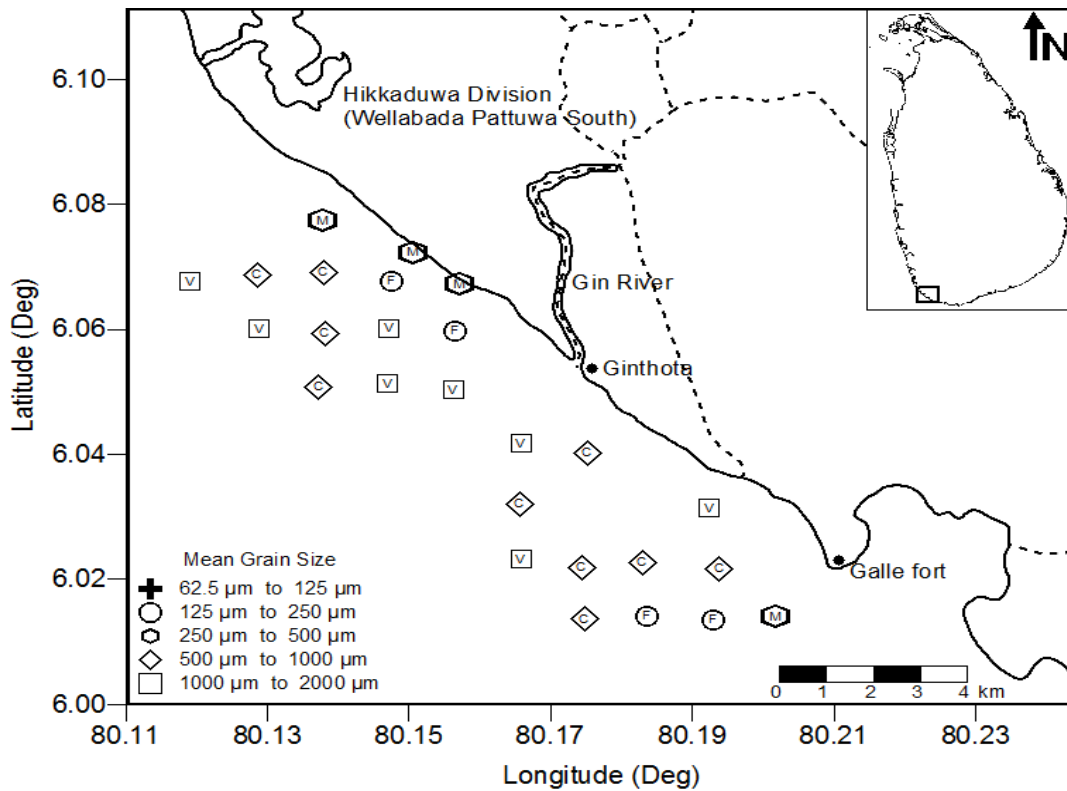 N
6.10
Hikkaduwa Division
(Wellabada Pattuwa South)
6.08
M
M
M
V
C
C
F
Gin River
6.06
V
C
V
F
Ginthota
C
V
V
Latitude (Deg)
6.04
V
C
C
V
Mean Grain Size
62.5 µm to 125 µm
125 µm to 250 µm
250 µm to 500 µm
500 µm to 1000 µm
1000 µm to 2000 µm
6.02
V
C
C
C
Galle fort
C
F
F
M
0 1 2 3 4 km
6.00
80.11 80.13 80.15 80.17 80.19 80.21 80.23
Longitude (Deg)